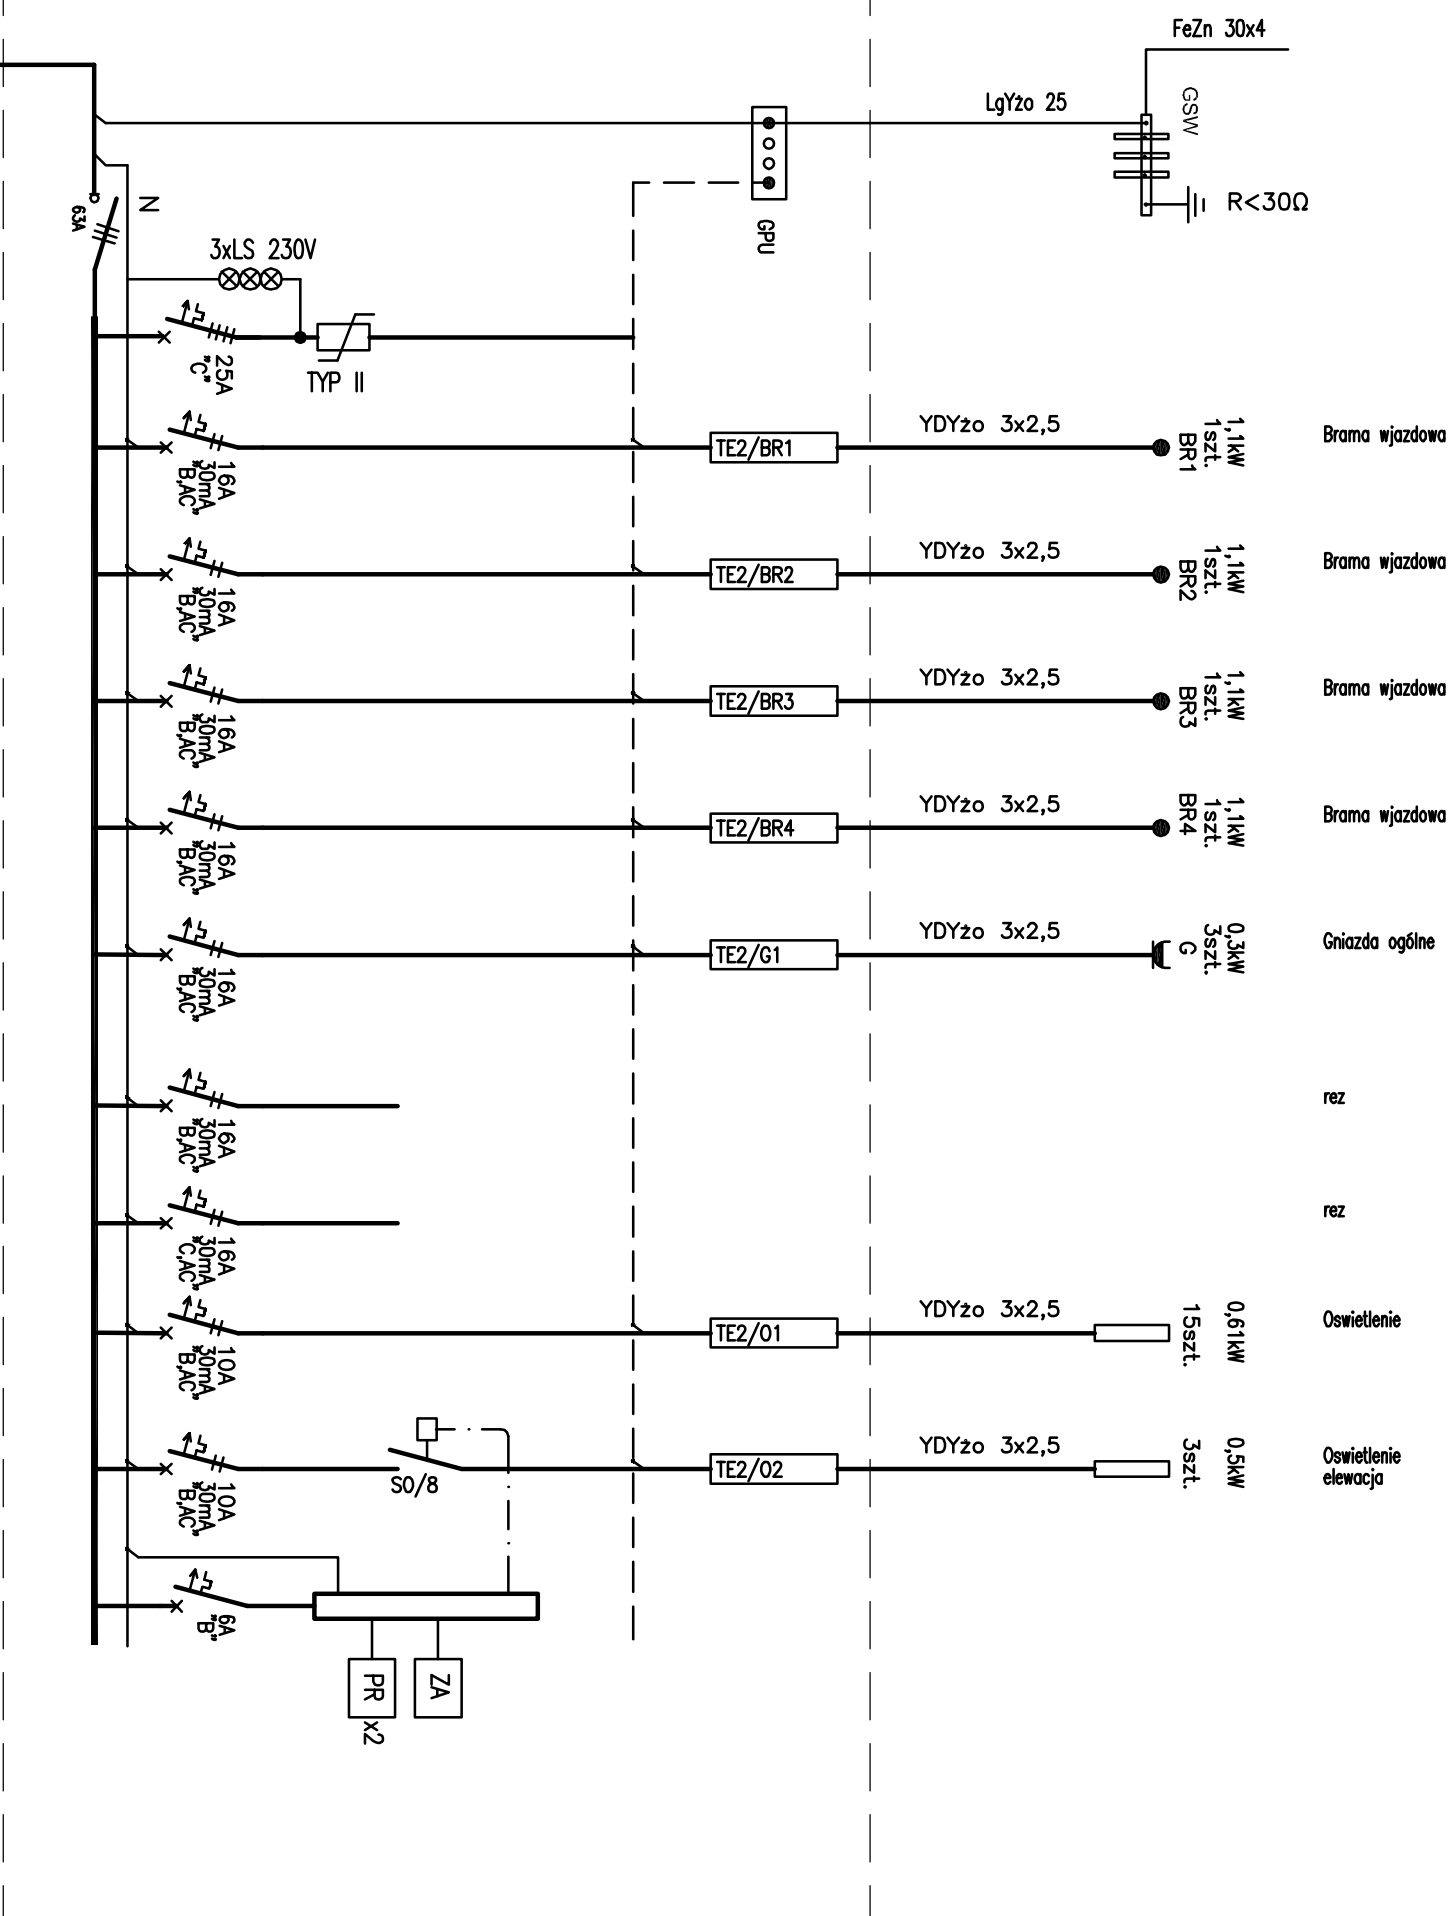 FeZn 30x4
LgYżo 25
GSW
R<30Ω
GPU
N
63A
3xLS 230V
25A
"C"
TYP II
16A
30mA
"B,AC"
TE2/BR1
YDYżo 3x2,5
1,1kW
1szt.
BR1
Brama wjazdowa
16A
30mA
"B,AC"
TE2/BR2
YDYżo 3x2,5
1,1kW
1szt.
BR2
Brama wjazdowa
16A
30mA
"B,AC"
TE2/BR3
YDYżo 3x2,5
1,1kW
1szt.
BR3
Brama wjazdowa
16A
30mA
"B,AC"
TE2/BR4
YDYżo 3x2,5
1,1kW
1szt.
BR4
Brama wjazdowa
16A
30mA
"B,AC"
TE2/G1
YDYżo 3x2,5
0,3kW
3szt.
G
Gniazda ogólne
16A
30mA
"B,AC"
rez
16A
30mA
"C,AC"
rez
10A
30mA
"B,AC"
TE2/O1
YDYżo 3x2,5
0,61kW
15szt.
Oswietlenie
10A
30mA
"B,AC"
SO/8
TE2/O2
YDYżo 3x2,5
0,5kW
3szt.
Oswietlenie
elewacja
6A
"B"
PR
x2
ZA